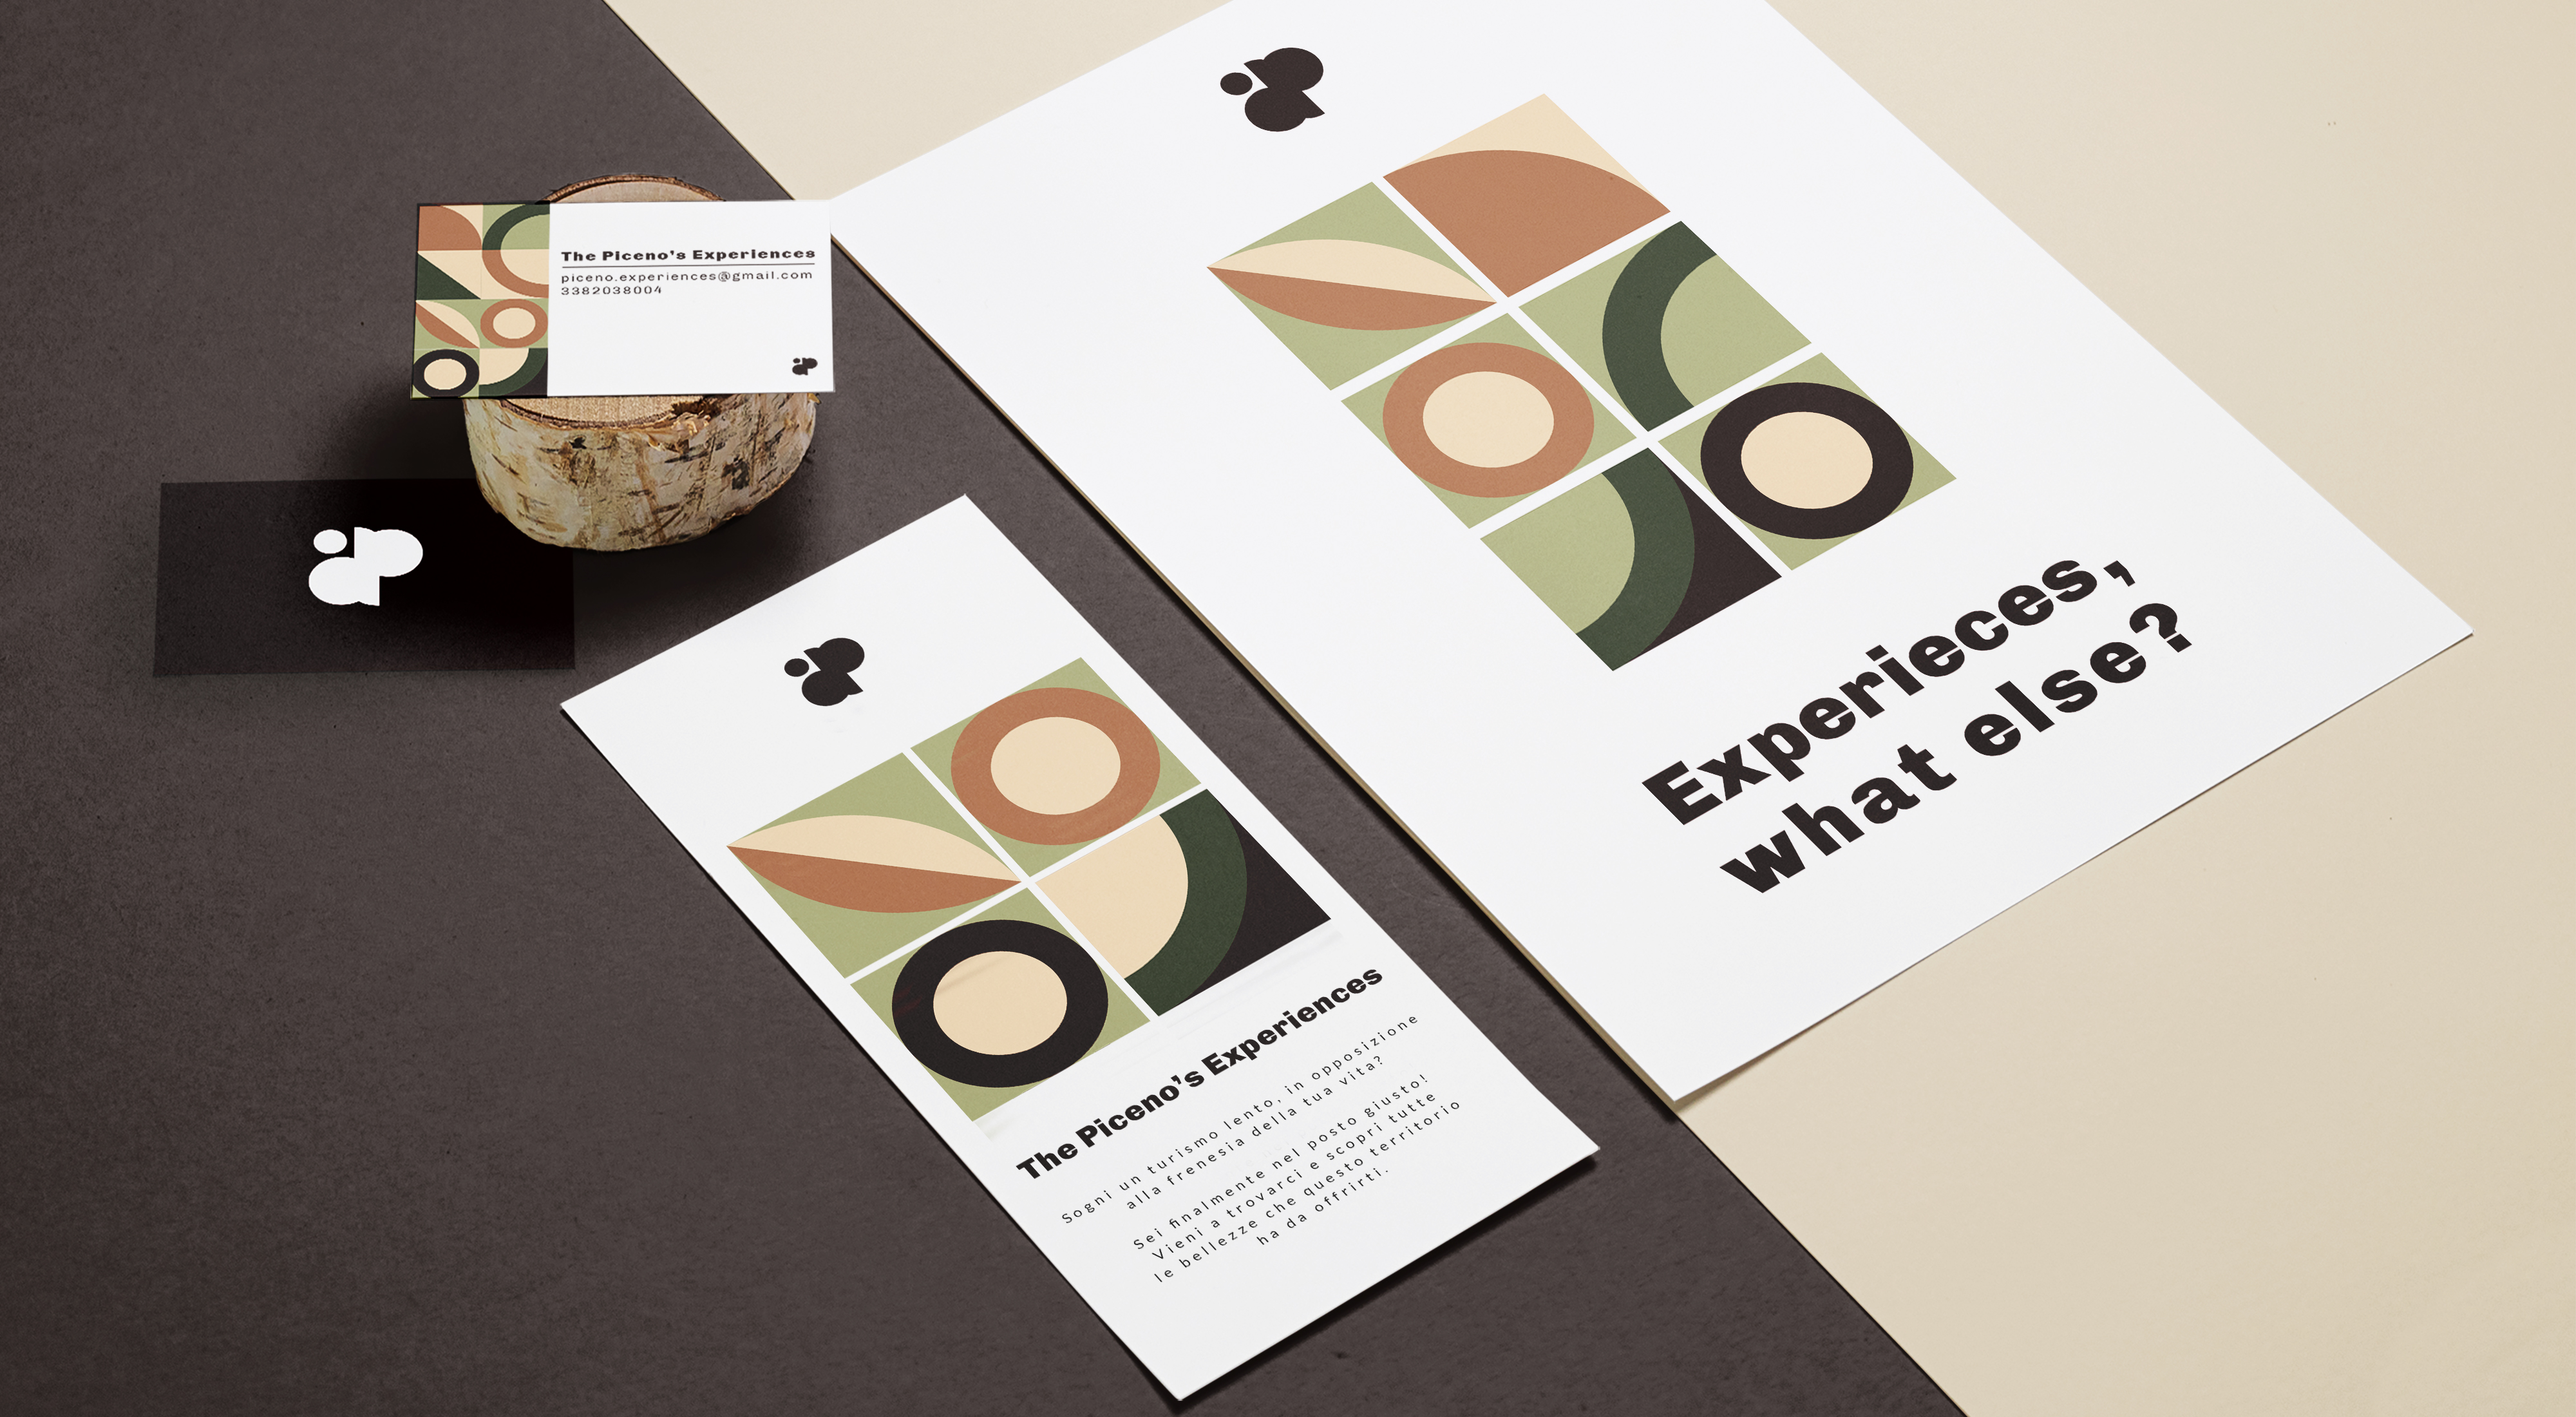 The Piceno's Experiences
piceno.experiences@gmail.com
3382038004
Experieces,
what else?
The Piceno's Experiences
Sogni un turismo lento, in opposizione
alla frenesia della tua vita?
Sei finalmente nel posto giusto!
Vieni a trovarci e scopri tutte
le bellezze che questo territorio
ha da offrirti.